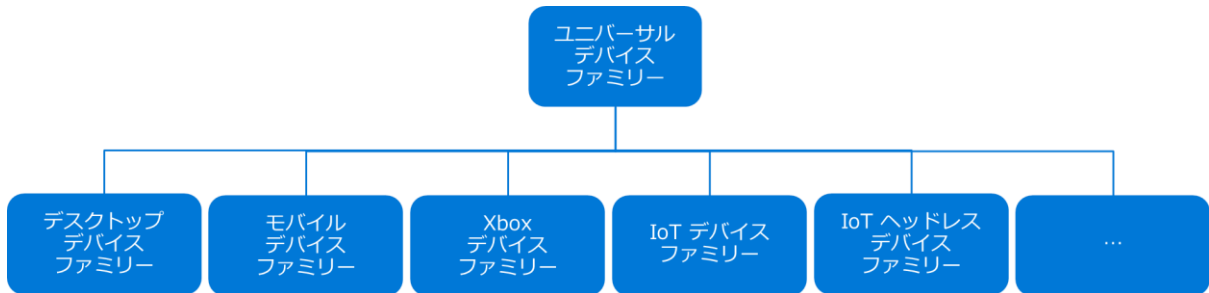 ユニバーサル
デバイス
ファミリー
デスクトップ
デバイス
ファミリー
モバイル
デバイス
ファミリー
Xbox
デバイス
ファミリー
IoT デバイス
ファミリー
IoT ヘッドレス
デバイス
ファミリー
...